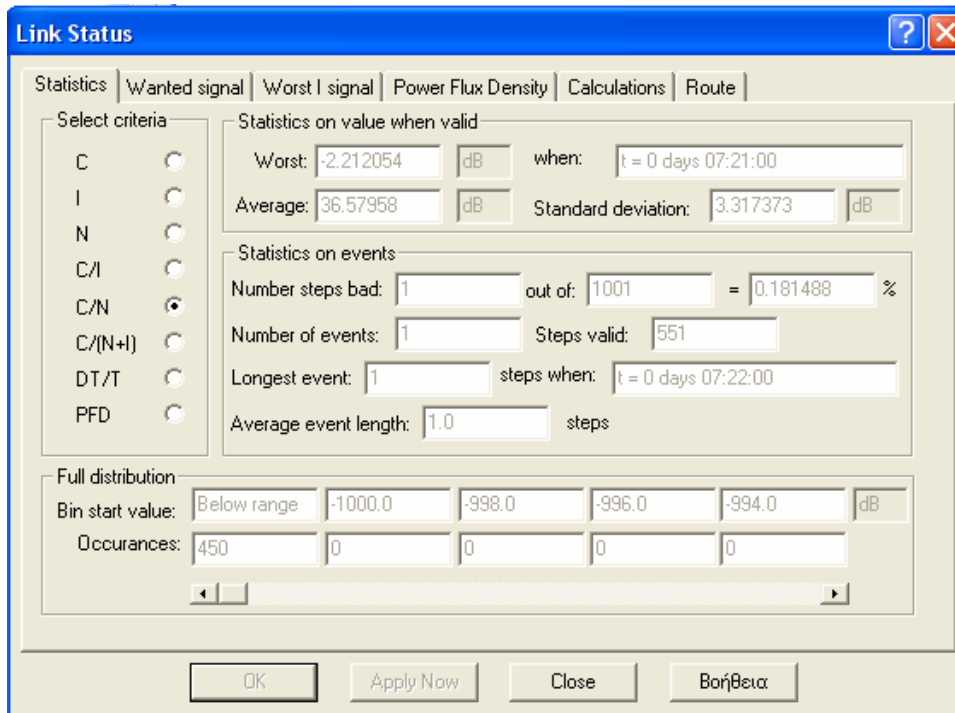 Link Status
Statistics Wanted signal Worst I signal Power Flux Density Calculations Route
Select criteria
C
I
N
C/I
C/N
C/(N+I)
DT/T
PFD
Statistics on value when valid
Worst: -2.212054 dB when: t = 0 days 07:21:00
Average: 36.57958 dB Standard deviation: 3.317373 dB
Statistics on events
Number steps bad: 1 out of: 1001 = 0.181488 %
Number of events: 1 Steps valid: 551
Longest event: 1 steps when: t = 0 days 07:22:00
Average event length: 1.0 steps
Full distribution
Bin start value: Below range -1000.0 -998.0 -996.0 -994.0 dB
Occurances: 450 0 0 0 0
OK Apply Now Close Βοήθεια